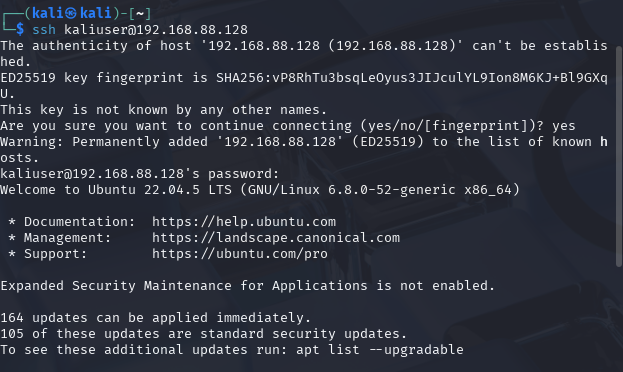 ┌──(kali㉿kali)-[~]
└─$ ssh kaliuser@192.168.88.128
The authenticity of host '192.168.88.128 (192.168.88.128)' can't be establis
hed.
ED25519 key fingerprint is SHA256:vP8RhTu3bsqLeOyus3JIJculYL9Ion8M6KJ+Bl9GXq
U.
This key is not known by any other names.
Are you sure you want to continue connecting (yes/no/[fingerprint])? yes
Warning: Permanently added '192.168.88.128' (ED25519) to the list of known h
osts.
kaliuser@192.168.88.128's password:
Welcome to Ubuntu 22.04.5 LTS (GNU/Linux 6.8.0-52-generic x86_64)

 * Documentation:  https://help.ubuntu.com
 * Management:     https://landscape.canonical.com
 * Support:        https://ubuntu.com/pro

Expanded Security Maintenance for Applications is not enabled.

164 updates can be applied immediately.
105 of these updates are standard security updates.
To see these additional updates run: apt list --upgradable